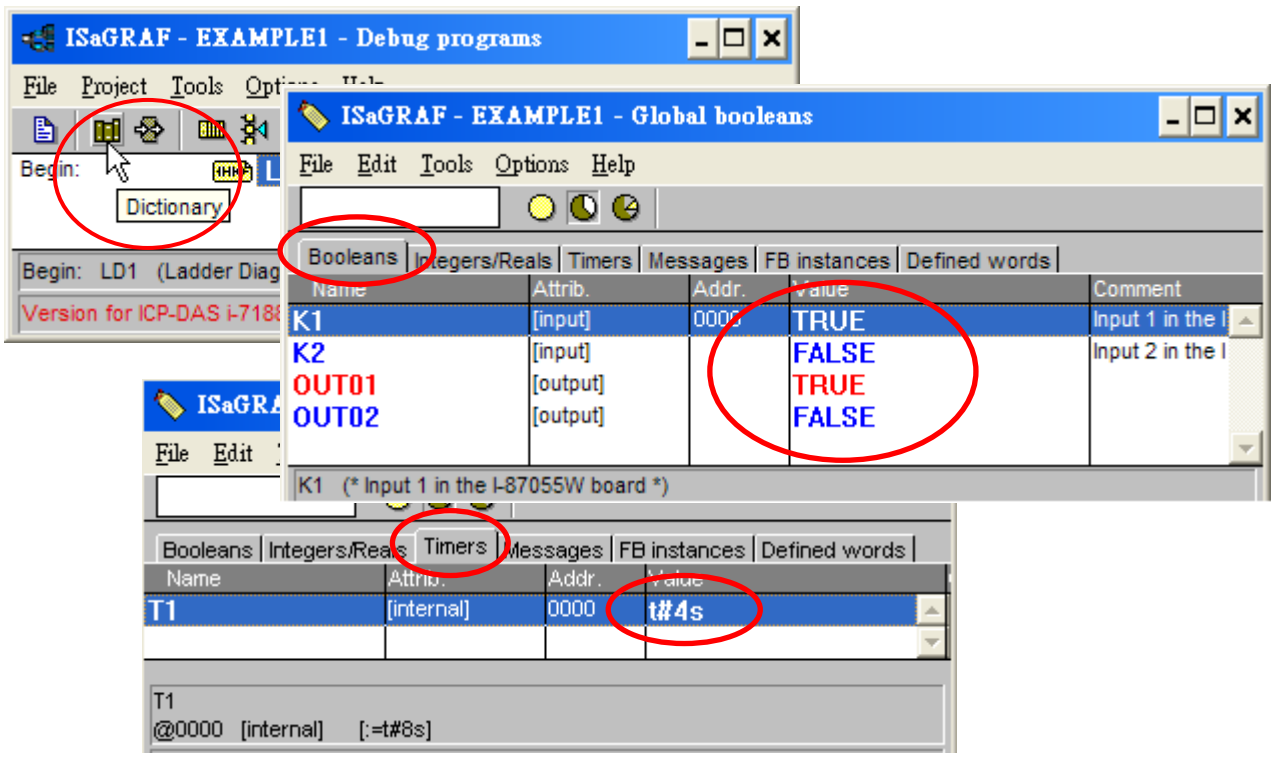 ISaGRAF - EXAMPLE1 - Debug programs
File Project Tools
Dictionary
Begin:
Begin: LD1 (Ladder Diag
Version for ICP-DAS i-7188
ISaGRAF - EXAMPLE1 - Global booleans
File Edit Tools Options Help
Booleans Integers/Reals Timers Messages FB instances Defined words
Name Attrib. Addr. Value Comment
K1 [input] 0000 TRUE Input 1 in the I
K2 [input] FALSE Input 2 in the I
OUT01 [output] TRUE
OUT02 [output] FALSE
K1 (* Input 1 in the I-87055W board *)
ISaGRA
File Edit
Booleans Integers/Reals Timers Messages FB instances Defined words
Name Attrib. Addr. Value
T1 [internal] 0000 t#4s
T1
@0000 [internal] [:=t#8s]